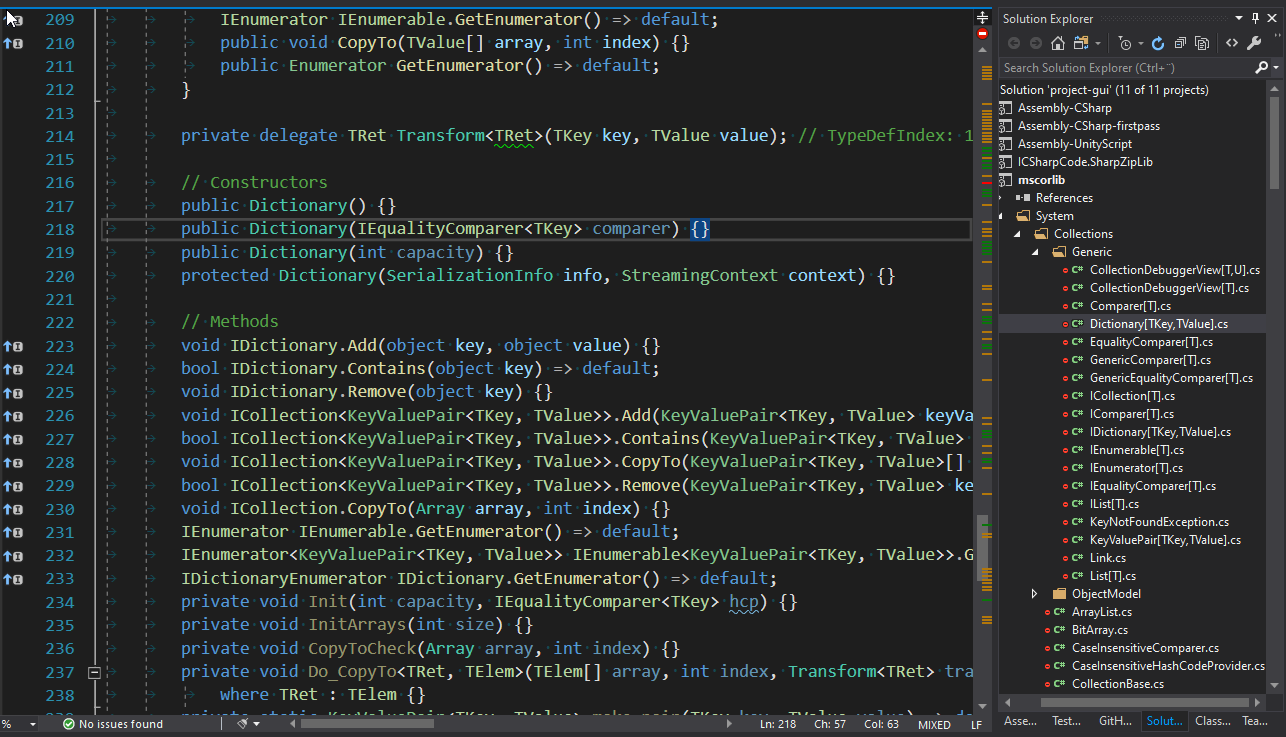 209 IEnumerator IEnumerable.GetEnumerator() => default;
210 public void CopyTo(TValue[] array, int index) {}
211 public Enumerator GetEnumerator() => default;
212 }
213
214 private delegate TRet Transform<TRet>(TKey key, TValue value); // TypeDefIndex: 1
215
216 // Constructors
217 public Dictionary() {}
218 public Dictionary(IEqualityComparer<TKey> comparer) {}
219 public Dictionary(int capacity) {}
220 protected Dictionary(SerializationInfo info, StreamingContext context) {}
221
222 // Methods
223 void IDictionary.Add(object key, object value) {}
224 bool IDictionary.Contains(object key) => default;
225 void IDictionary.Remove(object key) {}
226 void ICollection<KeyValuePair<TKey, TValue>>.Add(KeyValuePair<TKey, TValue> keyVa
227 bool ICollection<KeyValuePair<TKey, TValue>>.Contains(KeyValuePair<TKey, TValue>
228 void ICollection<KeyValuePair<TKey, TValue>>.CopyTo(KeyValuePair<TKey, TValue>[]
229 bool ICollection<KeyValuePair<TKey, TValue>>.Remove(KeyValuePair<TKey, TValue> ke
230 void ICollection.CopyTo(Array array, int index) {}
231 IEnumerator IEnumerable.GetEnumerator() => default;
232 IEnumerator<KeyValuePair<TKey, TValue>> IEnumerable<KeyValuePair<TKey, TValue>>.G
233 IDictionaryEnumerator IDictionary.GetEnumerator() => default;
234 private void Init(int capacity, IEqualityComparer<TKey> hcp) {}
235 private void InitArrays(int size) {}
236 private void CopyToCheck(Array array, int index) {}
237 private void Do_CopyTo<TRet, TElem>(TElem[] array, int index, Transform<TRet> tra
238 where TRet : TElem {}
% No issues found Ln: 218 Ch: 57 Col: 63 MIXED LF
Solution Explorer
Search Solution Explorer (Ctrl+¨)
Solution 'project-gui' (11 of 11 projects)
Assembly-CSharp
Assembly-CSharp-firstpass
Assembly-UnityScript
ICSharpCode.SharpZipLib
mscorlib
References
System
Collections
Generic
C# CollectionDebuggerView[T,U].cs
C# CollectionDebuggerView[T].cs
C# Comparer[T].cs
C# Dictionary[TKey,TValue].cs
C# EqualityComparer[T].cs
C# GenericComparer[T].cs
C# GenericEqualityComparer[T].cs
C# ICollection[T].cs
C# IComparer[T].cs
C# IDictionary[TKey,TValue].cs
C# IEnumerable[T].cs
C# IEnumerator[T].cs
C# IEqualityComparer[T].cs
C# IList[T].cs
C# KeyNotFoundException.cs
C# KeyValuePair[TKey,TValue].cs
C# Link.cs
C# List[T].cs
ObjectModel
C# ArrayList.cs
C# BitArray.cs
C# CaseInsensitiveComparer.cs
C# CaseInsensitiveHashCodeProvider.cs
C# CollectionBase.cs
Asse... Test... GitH... Solut... Class... Tea...